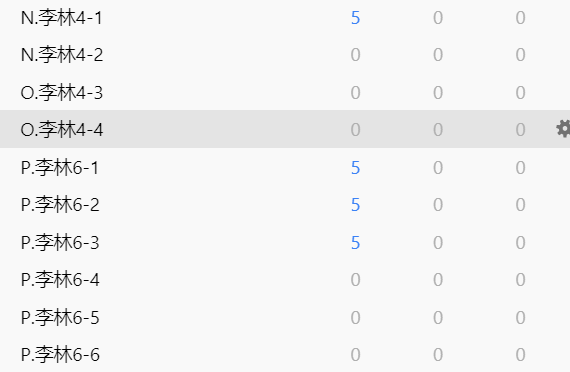 N.李林4-1 5 0 0
N.李林4-2 0 0 0
O.李林4-3 0 0 0
O.李林4-4 0 0 0
P.李林6-1 5 0 0
P.李林6-2 5 0 0
P.李林6-3 5 0 0
P.李林6-4 0 0 0
P.李林6-5 0 0 0
P.李林6-6 0 0 0